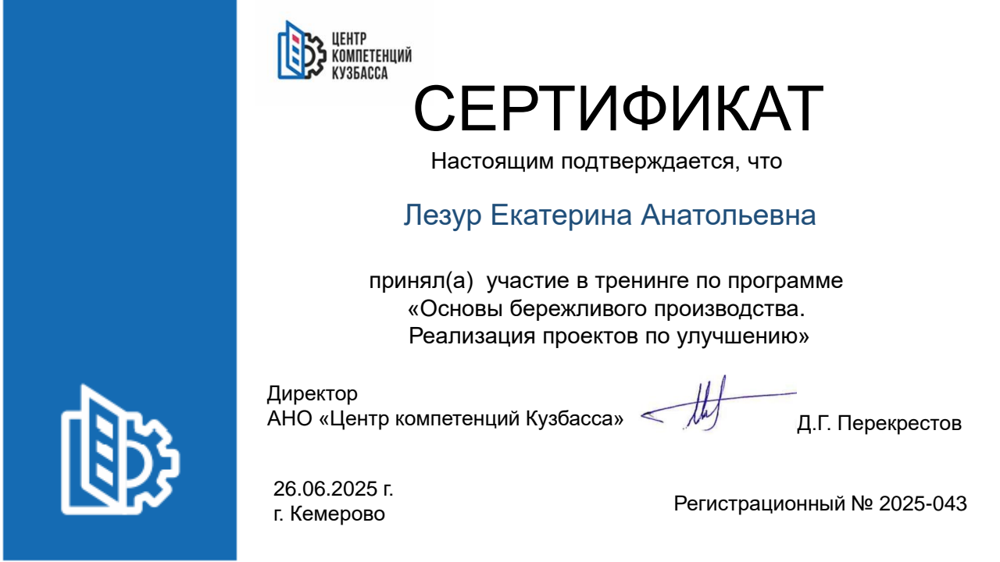 ЦЕНТР
КОМПЕТЕНЦИЙ
КУЗБАССА
СЕРТИФИКАТ
Настоящим подтверждается, что
Лезур Екатерина Анатольевна
принял(а)  участие в тренинге по программе
«Основы бережливого производства.
Реализация проектов по улучшению»
Директор
АНО «Центр компетенций Кузбасса»
Д.Г. Перекрестов
26.06.2025 г.
г. Кемерово
Регистрационный № 2025-043